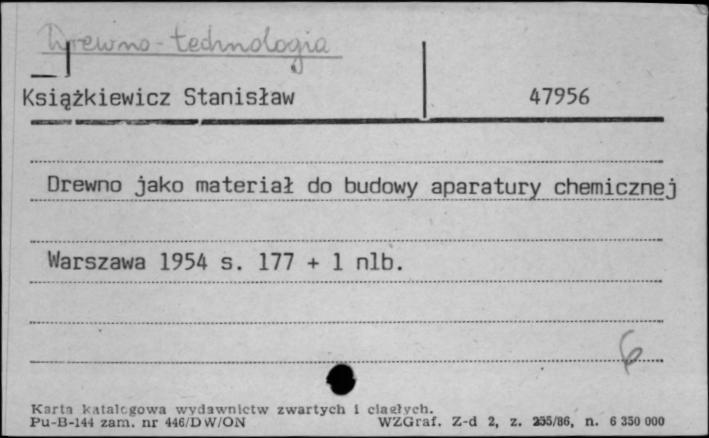 Drewno - technologia
Książkiewicz Stanisław 47956
Drewno jako materiał do budowy aparatury chemicznej
Warszawa 1954 s. 177 + 1 nlb.
6
Karta katalogowa wydawnictw zwartych i ciągłych.
Pu-B-144 zam. nr 446/DW/ON WZGraf. Z-d 2, z. 255/86, n. 6 350 000